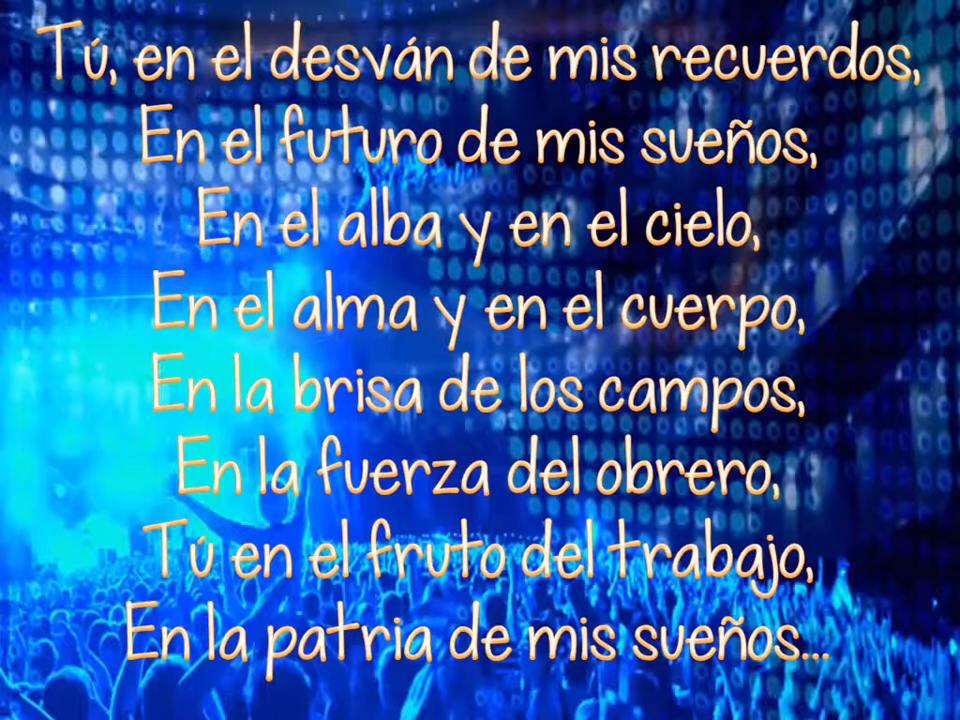 Tú, en el desván de mis recuerdos,
En el futuro de mis sueños,
En el alba y en el cielo,
En el alma y en el cuerpo,
En la brisa de los campos,
En la fuerza del obrero,
Tú en el fruto del trabajo,
En la patria de mis sueños...